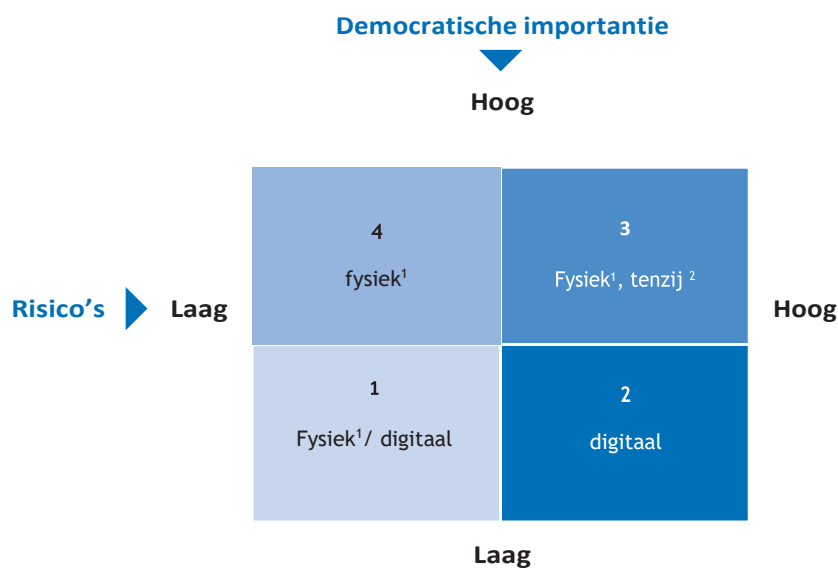 Democratische importantie
Hoog
4
fysiek¹
3
Fysiek¹, tenzij ²
Risico’s
Laag
Hoog
1
Fysiek¹/ digitaal
2
digitaal
Laag